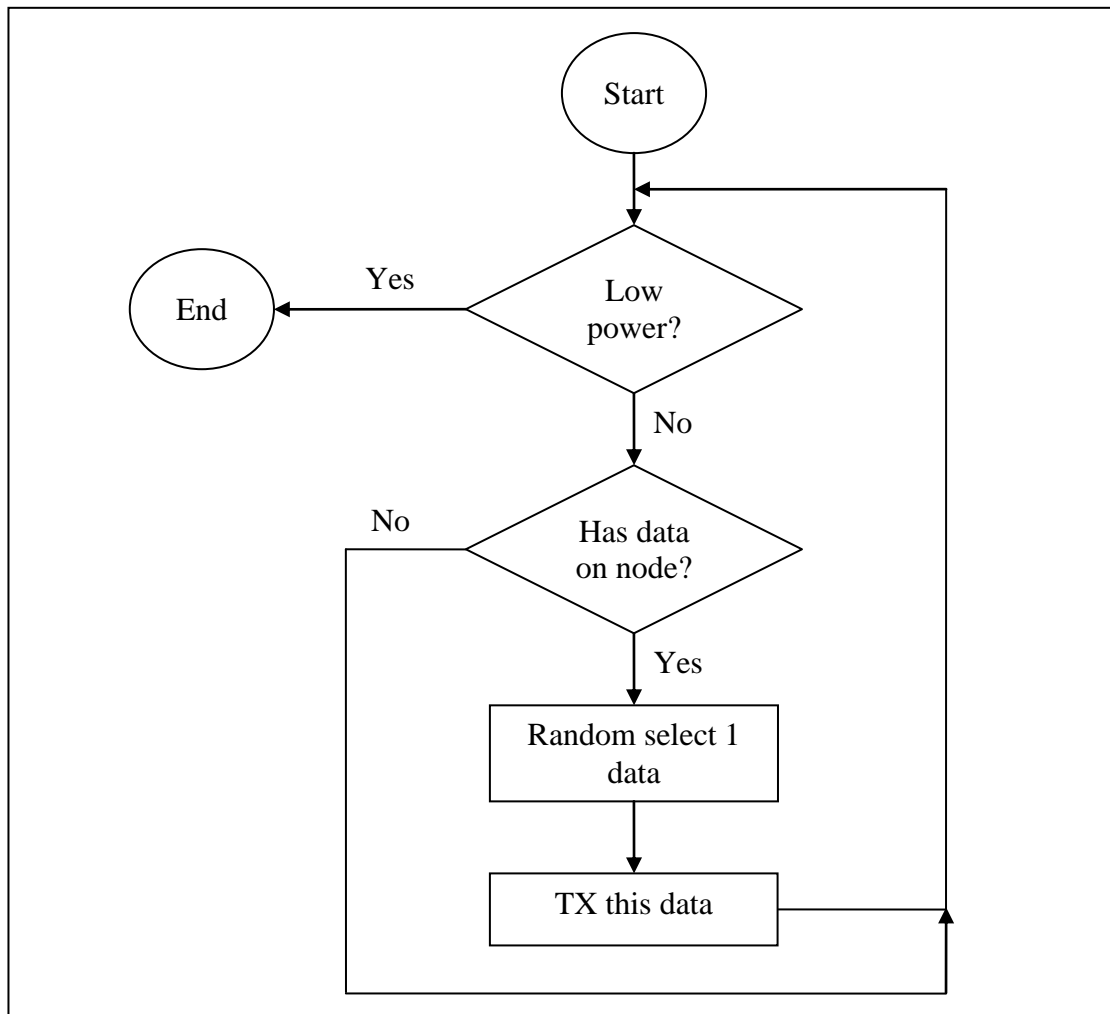 Start
Yes
Low
power?
End
No
No
Has data
on node?
Yes
Random select 1
data
TX this data